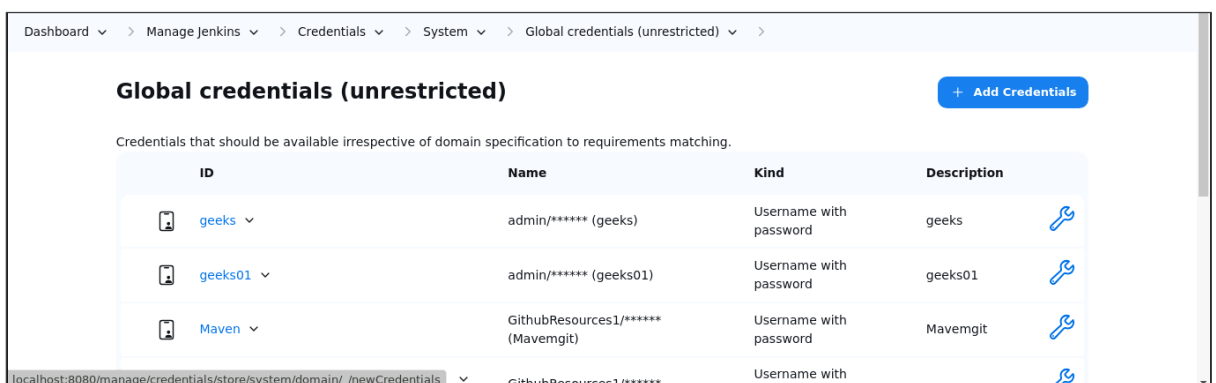 Dashboard > Manage Jenkins > Credentials > System > Global credentials (unrestricted) >
Global credentials (unrestricted)
+ Add Credentials
Credentials that should be available irrespective of domain specification to requirements matching.
ID Name Kind Description
geeks admin/****** (geeks) Username with password geeks
geeks01 admin/****** (geeks01) Username with password geeks01
Maven GithubResources1/****** (Mavemgit) Username with password Mavemgit
GithubResources1/****** Username with
localhost:8080/manage/credentials/store/system/domain/_/newCredentials